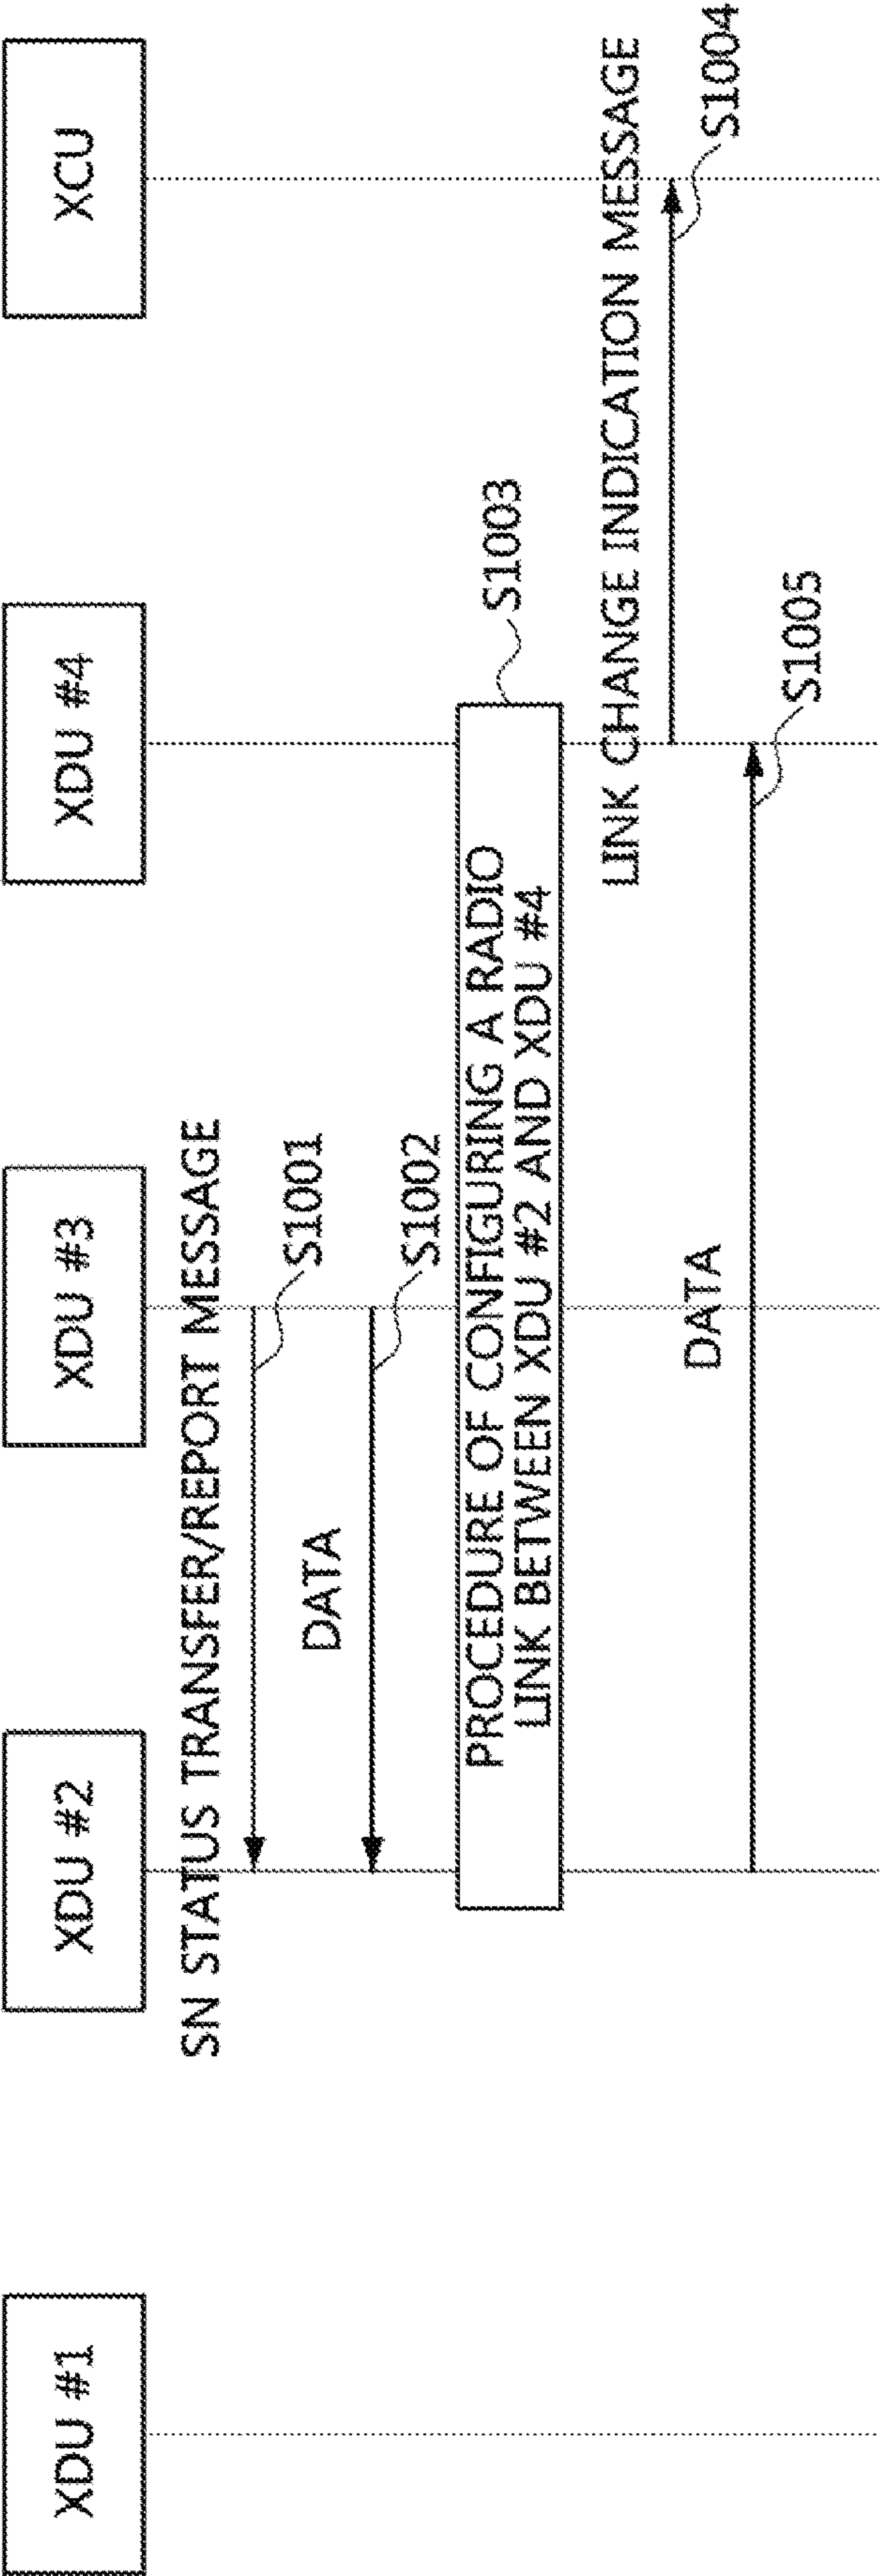 XDU #1
XDU #2
XDU #3
XDU #4
XCU
SN STATUS TRANSFER/REPORT MESSAGE
S1001
DATA
S1002
PROCEDURE OF CONFIGURING A RADIO
LINK BETWEEN XDU #2 AND XDU #4
S1003
LINK CHANGE INDICATION MESSAGE
S1004
DATA
S1005